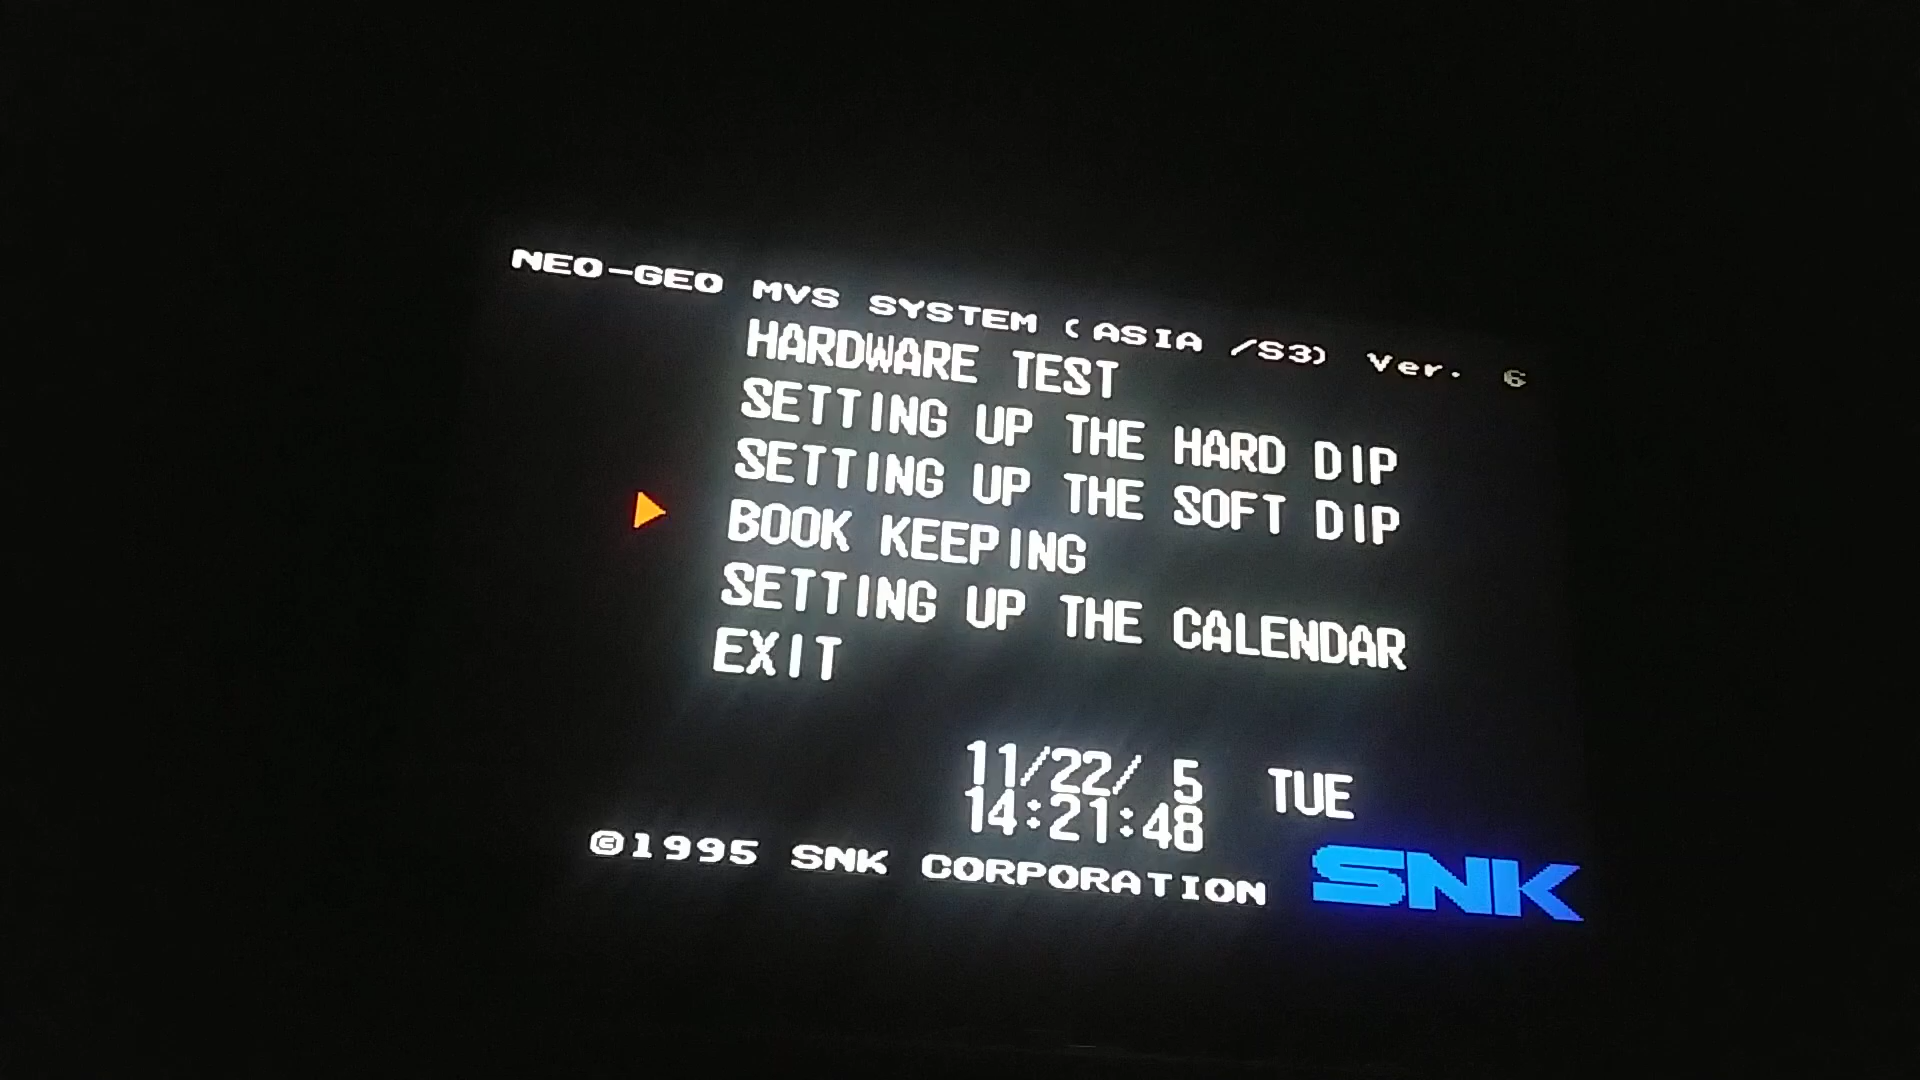 NEO-GEO MVS SYSTEM (ASIA /S3) Ver. 6
HARDWARE TEST
SETTING UP THE HARD DIP
SETTING UP THE SOFT DIP
BOOK KEEPING
SETTING UP THE CALENDAR
EXIT
11/22/ 5 TUE
14:21:48
©1995 SNK CORPORATION SNK